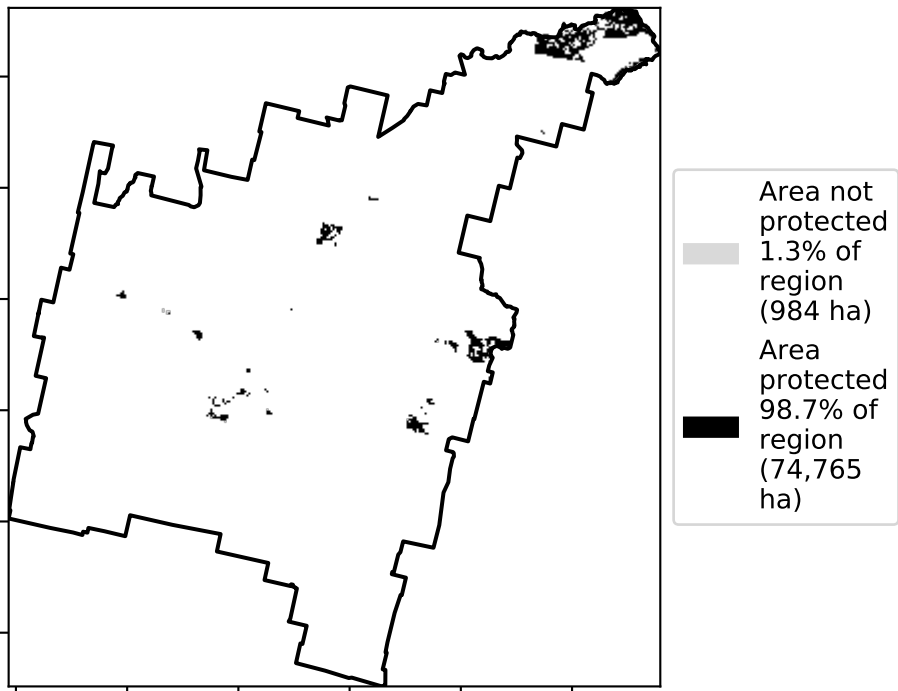 Area not
protected
1.3% of
region
(984 ha)
Area
protected
98.7% of
region
(74,765
ha)